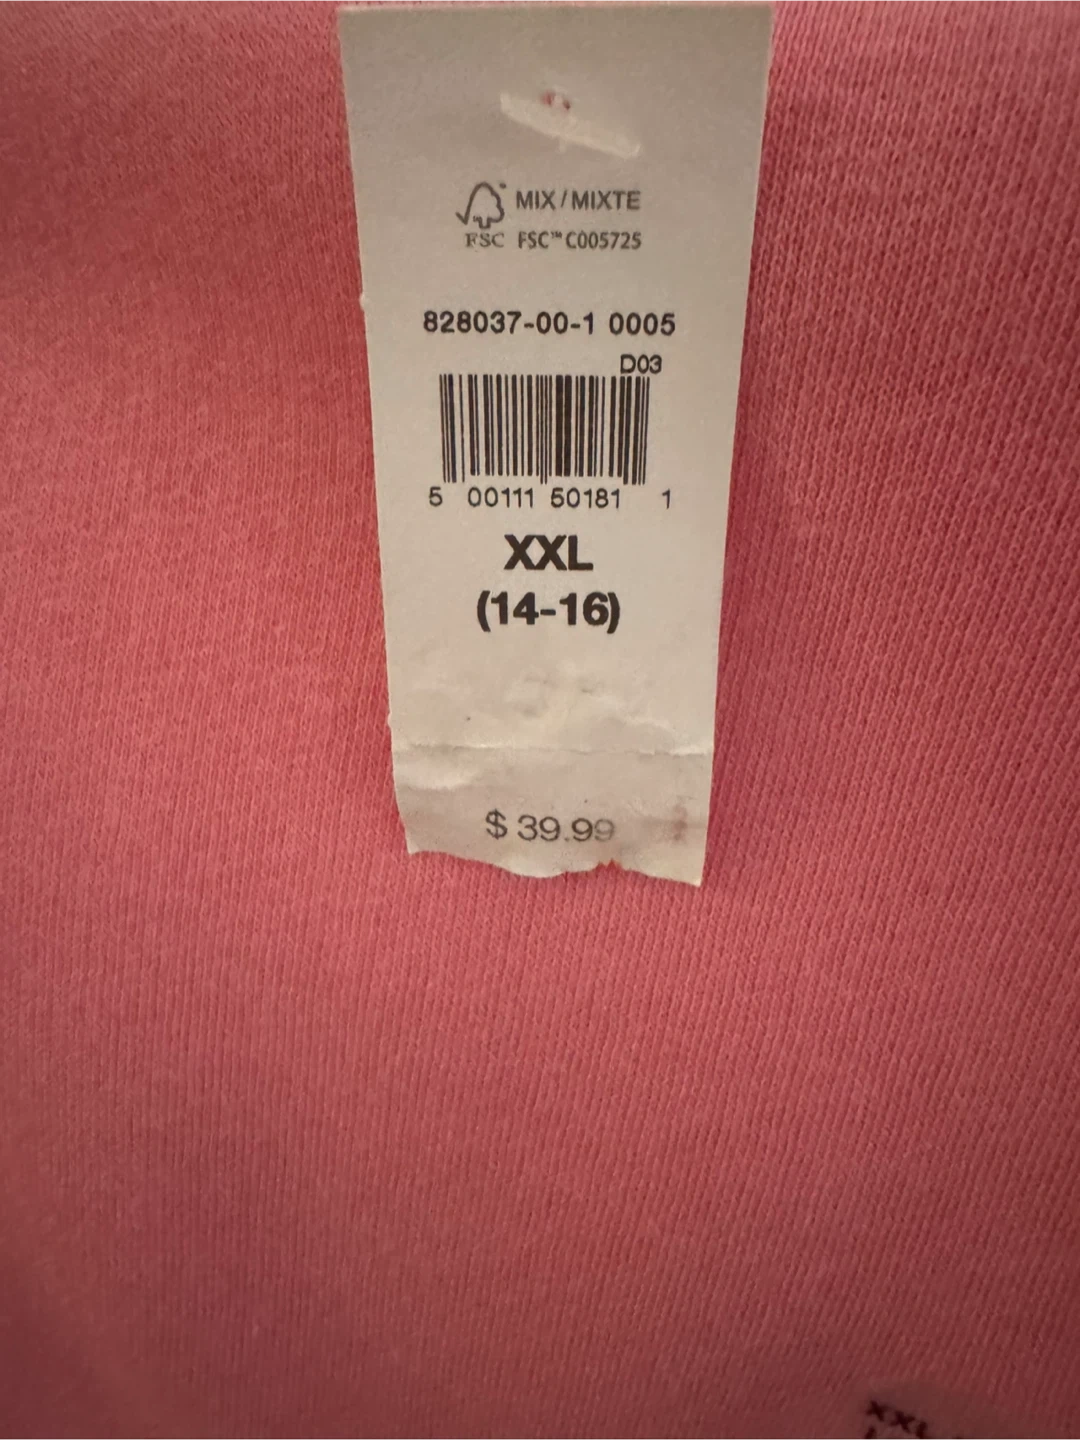 MIX / MIXTE
FSC FSC™ C005725
828037-00-1 0005
D03
5 00111 50181 1
XXL
(14-16)
$ 39.99
XXL